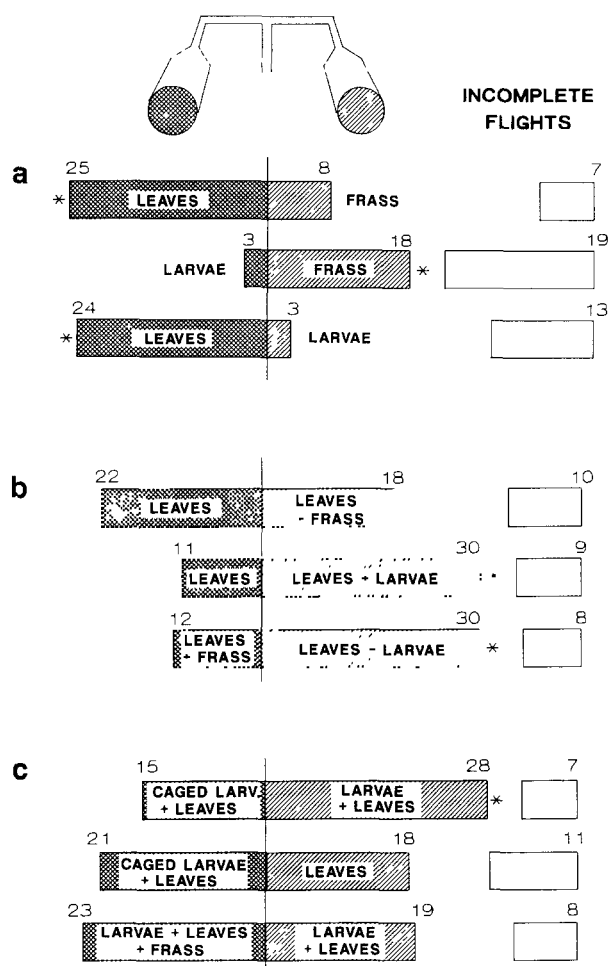 INCOMPLETE
FLIGHTS
a
25 8 7
* LEAVES FRASS
3 18 19
LARVAE FRASS *
24 3 13
* LEAVES LARVAE
b
22 18 10
LEAVES LEAVES
- FRASS
11 30 9
LEAVES LEAVES + LARVAE
12 30 8
LEAVES
+ FRASS LEAVES - LARVAE *
c
15 28 7
CAGED LARV. LARVAE
+ LEAVES + LEAVES *
21 18 11
CAGED LARVAE LEAVES
+ LEAVES
23 19 8
LARVAE + LEAVES LARVAE
+ FRASS + LEAVES